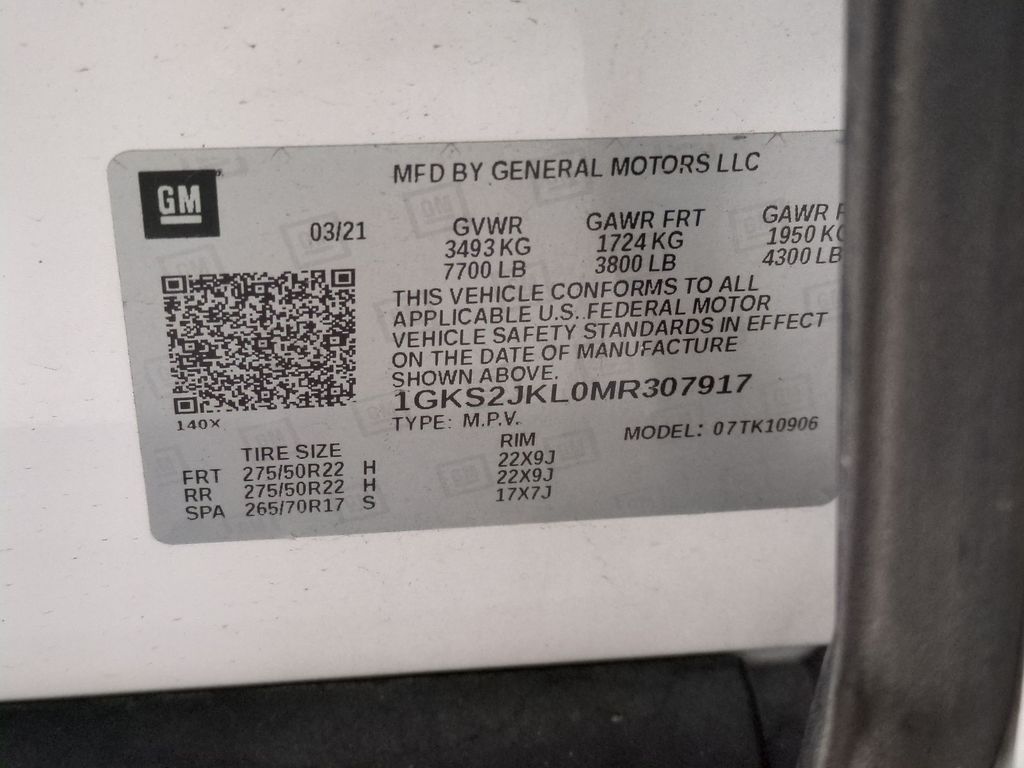 GM
MFD BY GENERAL MOTORS LLC
03/21
GVWR GAWR FRT GAWR
3493 KG 1724 KG 1950
7700 LB 3800 LB 4300 LB
THIS VEHICLE CONFORMS TO ALL
APPLICABLE U.S. FEDERAL MOTOR
VEHICLE SAFETY STANDARDS IN EFFECT
ON THE DATE OF MANUFACTURE
SHOWN ABOVE.
1GKS2JKL0MR307917
140X
TYPE: M.P.V. MODEL: 07TK10906
TIRE SIZE RIM
FRT 275/50R22 H 22X9J
RR 275/50R22 H 22X9J
SPA 265/70R17 S 17X7J